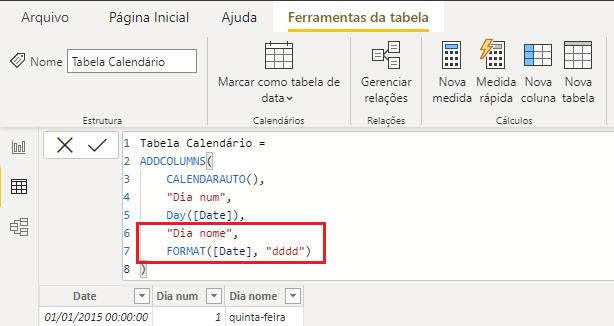 Arquivo Página Inicial Ajuda Ferramentas da tabela
Nome Tabela Calendário
Marcar como tabela de
data
Gerenciar
relações
Nova
medida
Medida
rápida
Nova
coluna
Nova
tabela
Estrutura Calendários Relações Cálculos
1 Tabela Calendário =
2 ADDCOLUMNS(
3 CALENDARAUTO(),
4 "Dia num",
5 Day([Date]),
6 "Dia nome",
7 FORMAT([Date], "dddd")
8 )
Date Dia num Dia nome
01/01/2015 00:00:00 1 quinta-feira